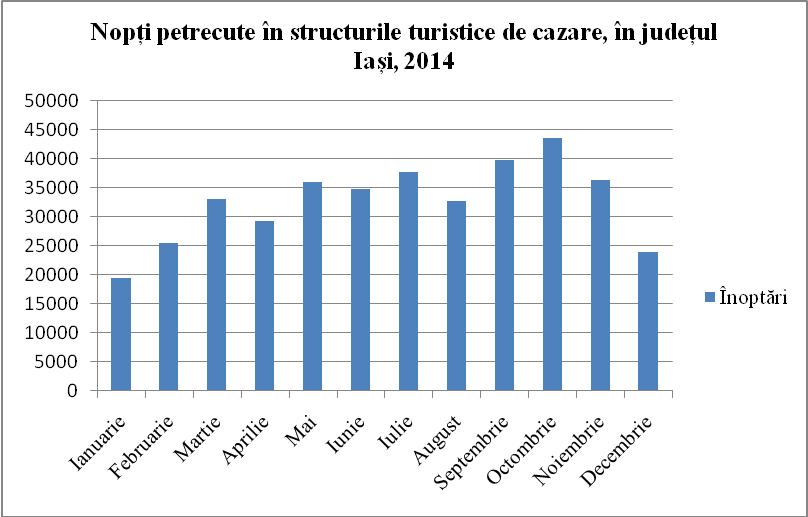 Nopți petrecute în structurile turistice de cazare, în județul
Iași, 2014
50000
45000
40000
35000
30000
25000
20000
15000
10000
5000
0
Ianuarie
Februarie
Martie
Aprilie
Mai
Iunie
Iulie
August
Septembrie
Octombrie
Noiembrie
Decembrie
Înoptări